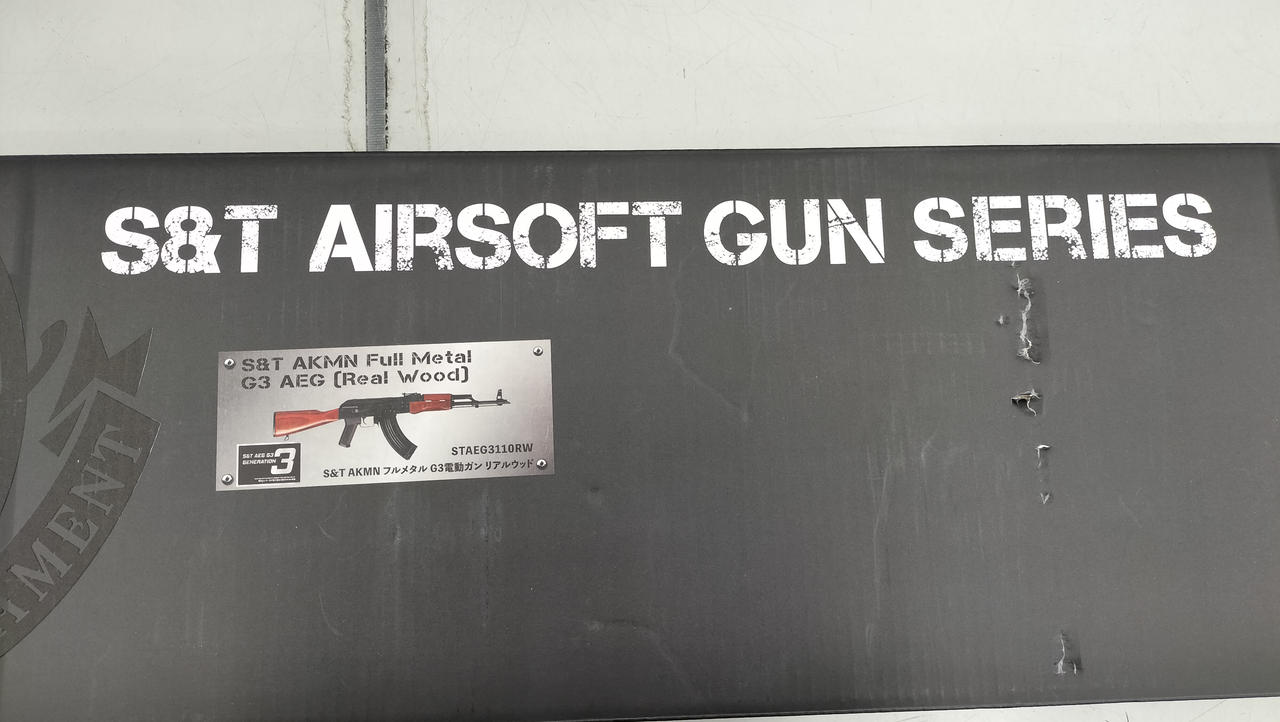 S&T AIRSOFT GUN SERIES
S&T AKMN Full Metal
G3 AEG (Real Wood)
S&T AEG G3
GENERATION 3
STAEG3110RW
S&T AKMN フルメタル G3電動ガン リアルウッド